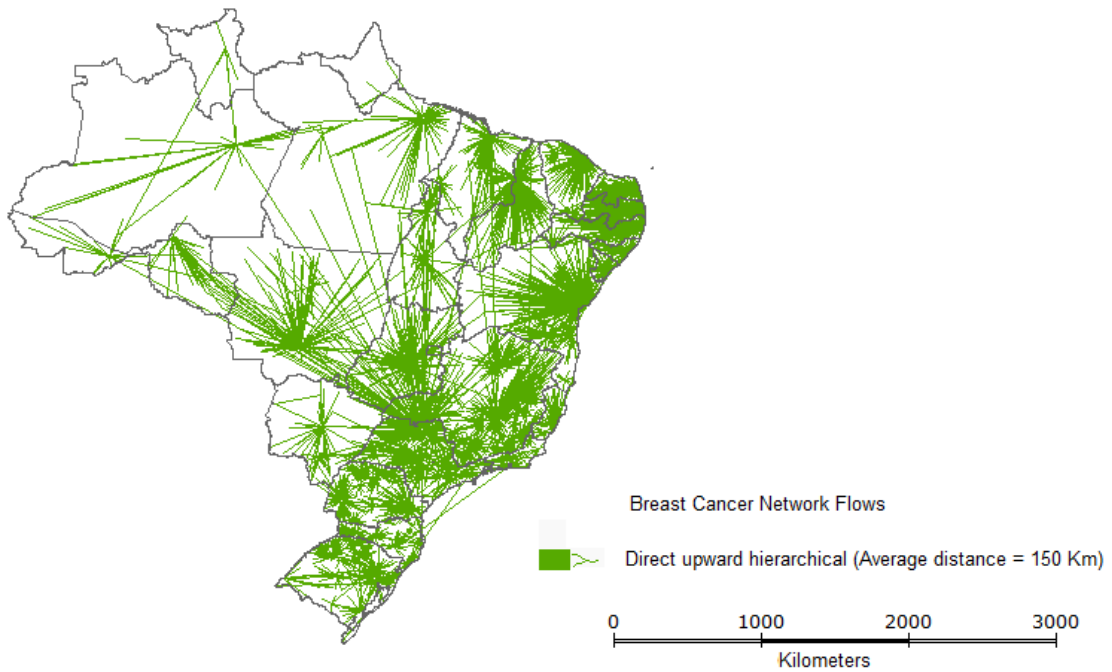 Breast Cancer Network Flows
Direct upward hierarchical (Average distance = 150 Km)
0 1000 2000 3000
Kilometers